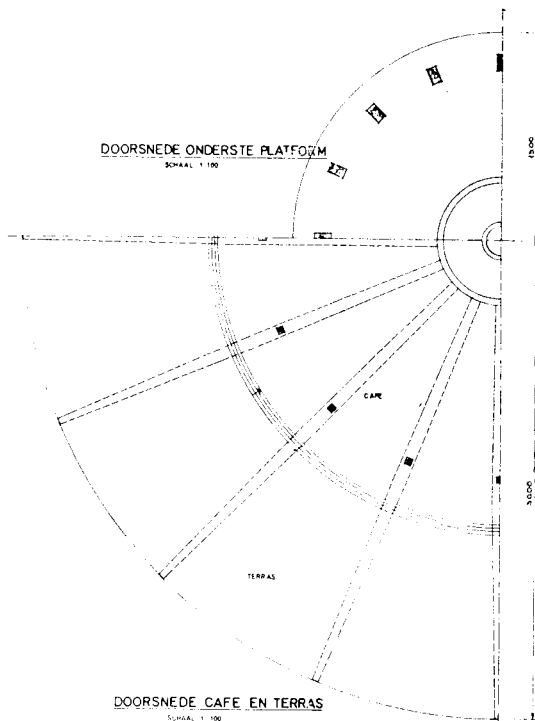 DOORSNEDE ONDERSTE PLATFORM
SCHAAL 1:100
CAFE
TERRAS
DOORSNEDE CAFE EN TERRAS
SCHAAL 1:100